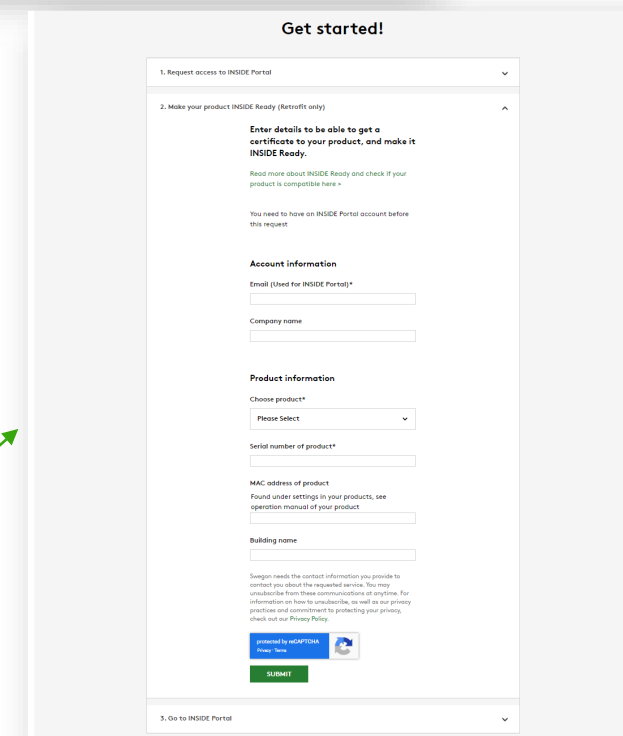 Get started!
1. Request access to INSIDE Portal
2. Make your product INSIDE Ready (Retrofit only)
Enter details to be able to get a
certificate to your product, and make it
INSIDE Ready.
Read more about INSIDE Ready and check if your
product is compatible here >
You need to have an INSIDE Portal account before
this request
Account information
Email (Used for INSIDE Portal)*
Company name
Product information
Choose product*
Please Select
Serial number of product*
MAC address of product
Found under settings in your products, see
operation manual of your product
Building name
Swegon needs the contact information you provide to
contact you about the requested service. You may
unsubscribe from these communications at anytime. For
information on how to unsubscribe, as well as our privacy
practices and commitment to protecting your privacy,
check out our Privacy Policy.
protected by reCAPTCHA
Privacy - Terms
SUBMIT
3. Go to INSIDE Portal